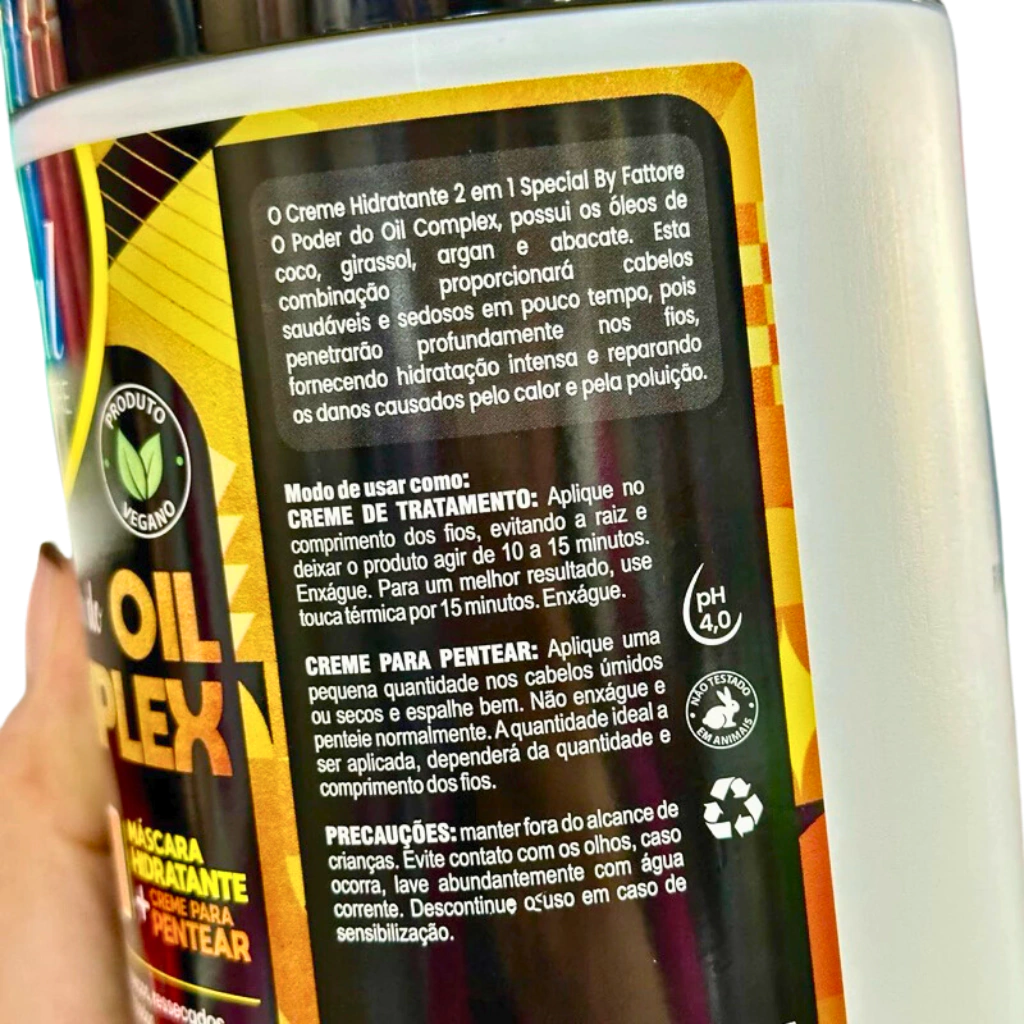 O Creme Hidratante 2 em 1 Special By Fattore
O Poder do Oil Complex, possui os óleos de
coco, girassol, argan e abacate. Esta
combinação proporcionará cabelos
saudáveis e sedosos em pouco tempo, pois
penetrarão profundamente nos fios,
fornecendo hidratação intensa e reparando
os danos causados pelo calor e pela poluição.
Modo de usar como:
CREME DE TRATAMENTO: Aplique no
comprimento dos fios, evitando a raiz e
deixar o produto agir de 10 a 15 minutos.
Enxágue. Para um melhor resultado, use
touca térmica por 15 minutos. Enxágue.
CREME PARA PENTEAR: Aplique uma
pequena quantidade nos cabelos úmidos
ou secos e espalhe bem. Não enxágue e
penteie normalmente. A quantidade ideal a
ser aplicada, dependerá da quantidade e
comprimento dos fios.
PRECAUÇÕES: manter fora do alcance de
crianças. Evite contato com os olhos, caso
ocorra, lave abundantemente com água
corrente. Descontinue o uso em caso de
sensibilização.
pH
4,0
NÃO TESTADO
EM ANIMAIS
PRODUTO
VEGANO
OIL
PLEX
MÁSCARA
HIDRATANTE
+ CREME PARA
PENTEAR
ressecados